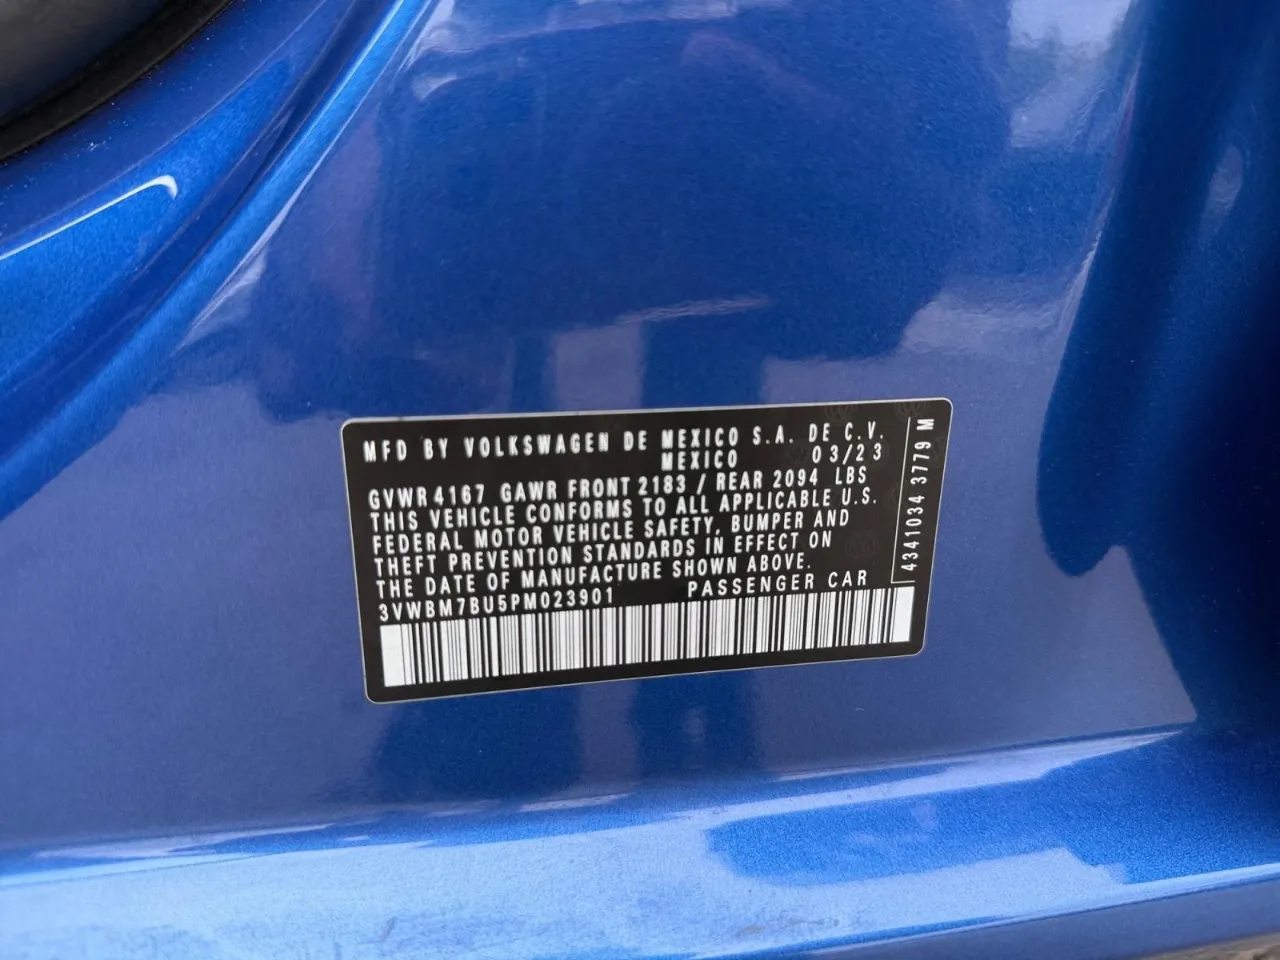 MFD BY VOLKSWAGEN DE MEXICO S.A. DE C.V.
MEXICO 03/23
GVWR 4167 GAWR FRONT 2183 / REAR 2094 LBS
THIS VEHICLE CONFORMS TO ALL APPLICABLE U.S.
FEDERAL MOTOR VEHICLE SAFETY, BUMPER AND
THEFT PREVENTION STANDARDS IN EFFECT ON
THE DATE OF MANUFACTURE SHOWN ABOVE.
3VWBM7BU5PM023901 PASSENGER CAR
4341034 3779 M